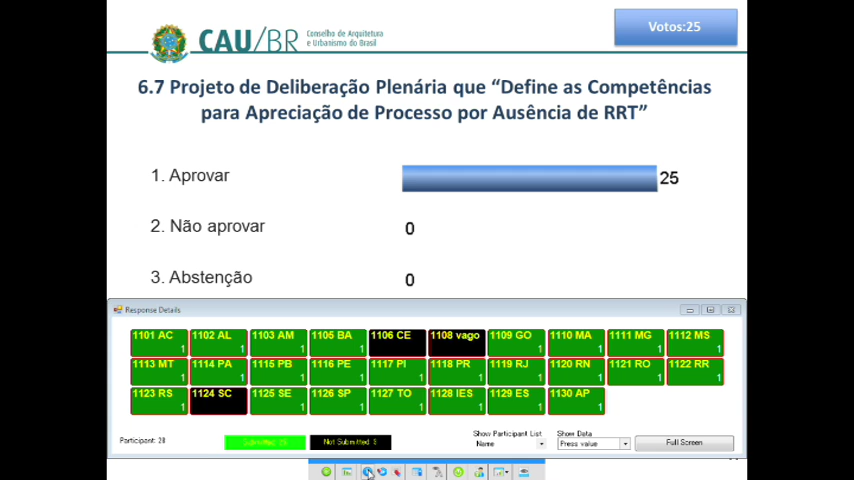 CAU/BR
Conselho de Arquitetura
e Urbanismo do Brasil
Votos:25
6.7 Projeto de Deliberação Plenária que “Define as Competências
para Apreciação de Processo por Ausência de RRT”
1. Aprovar
25
2. Não aprovar
0
3. Abstenção
0
Response Details
1101 AC 1102 AL 1103 AM 1105 BA 1106 CE 1108 vago 1109 GO 1110 MA 1111 MG 1112 MS
1 1 1 1 1 1 1 1
1113 MT 1114 PA 1115 PB 1116 PE 1117 PI 1118 PR 1119 RJ 1120 RN 1121 RO 1122 RR
1 1 1 1 1 1 1 1 1 1
1123 RS 1124 SC 1125 SE 1126 SP 1127 TO 1128 IES 1129 ES 1130 AP
1 1 1 1 1 1 1
Participant: 28
Not Submitted 3
Show Participant List:
Name
Show Data
Press value
Full Screen